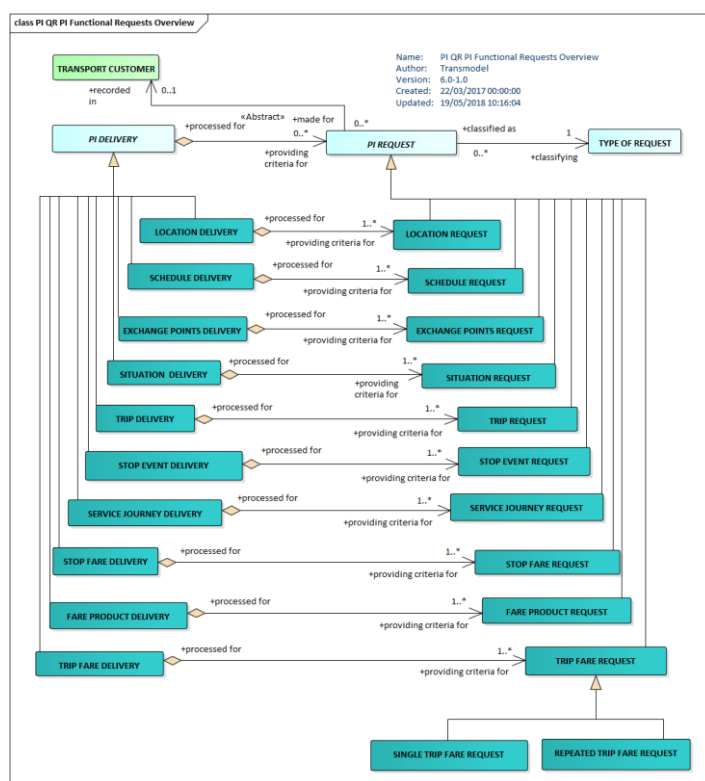 class PI QR PI Functional Requests Overview
Name: PI QR PI Functional Requests Overview
Author: Transmodel
Version: 6.0-1.0
Created: 22/03/2017 00:00:00
Updated: 19/05/2018 10:16:04
TRANSPORT CUSTOMER
+recorded
in
0..1
«Abstract»
+made for
0..*
+processed for
0..*
PI DELIVERY
+providing
criteria for
PI REQUEST
+classified as
0..*
1
+classifying
TYPE OF REQUEST
LOCATION DELIVERY
+processed for
1..*
+providing criteria for
LOCATION REQUEST
SCHEDULE DELIVERY
+processed for
1..*
+providing criteria for
SCHEDULE REQUEST
EXCHANGE POINTS DELIVERY
+processed for
1..*
+providing criteria for
EXCHANGE POINTS REQUEST
SITUATION DELIVERY
+processed for
1..*
+providing
criteria for
SITUATION REQUEST
TRIP DELIVERY
+processed for
1..*
+providing criteria for
TRIP REQUEST
STOP EVENT DELIVERY
+processed for
1..*
+providing criteria for
STOP EVENT REQUEST
SERVICE JOURNEY DELIVERY
+processed for
1..*
+providing criteria for
SERVICE JOURNEY REQUEST
STOP FARE DELIVERY
+processed for
1..*
+providing criteria for
STOP FARE REQUEST
FARE PRODUCT DELIVERY
+processed for
1..*
+providing criteria for
FARE PRODUCT REQUEST
TRIP FARE DELIVERY
+processed for
1..*
+providing criteria for
TRIP FARE REQUEST
SINGLE TRIP FARE REQUEST
REPEATED TRIP FARE REQUEST